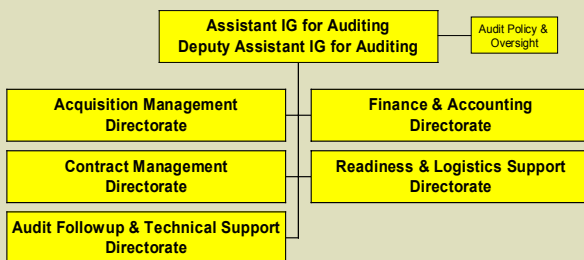 Assistant IG for Auditing
Deputy Assistant IG for Auditing
Audit Policy &
Oversight
Acquisition Management
Directorate
Finance & Accounting
Directorate
Contract Management
Directorate
Readiness & Logistics Support
Directorate
Audit Followup & Technical Support
Directorate